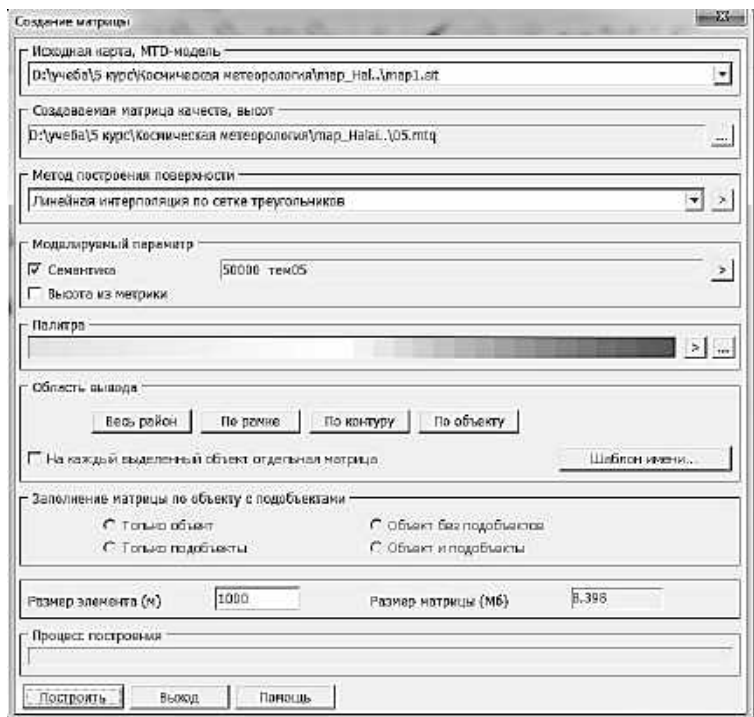 Создание матрицы
Исходная карта, MTD-модель
D:\учеба\5 курс\Космическая метеорология\map_Hal..\map1.sit
Создаваемая матрица качеств, высот
D:\учеба\5 курс\Космическая метеорология\map_Halai..\05.mtq
...
Метод построения поверхности
Линейная интерполяция по сетке треугольников >
Моделируемый параметр
Семантика 50000 тем05 >
Высота из метрики
Палитра
> ...
Область вывода
Весь район По рамке По контуру По объекту
На каждый выделенный объект отдельная матрица Шаблон имени...
Заполнение матрицы по объекту с подобъектами
Только объект Объект без подобъектов
Только подобъекты Объект и подобъекты
Размер элемента (м) 1000 Размер матрицы (Мб) 8.398
Процесс построения
Построить Выход Помощь